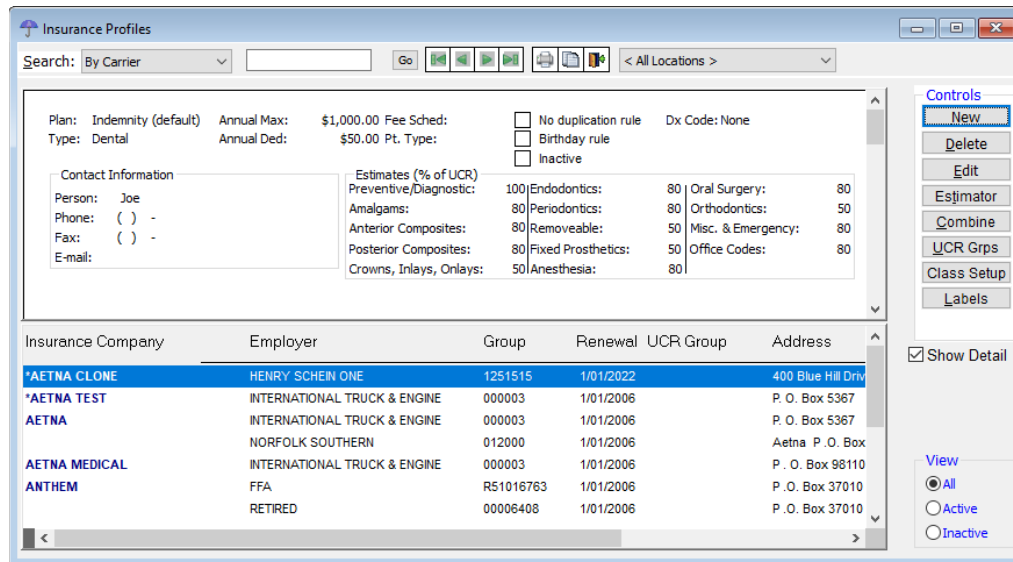 Insurance Profiles
Search: By Carrier Go < All Locations >
Plan: Indemnity (default) Annual Max: $1,000.00 Fee Sched: No duplication rule Dx Code: None
Type: Dental Annual Ded: $50.00 Pt. Type: Birthday rule
Inactive
Contact Information
Person: Joe
Phone: ( ) -
Fax: ( ) -
E-mail:
Estimates (% of UCR)
Preventive/Diagnostic: 100 Endodontics: 80 Oral Surgery: 80
Amalgams: 80 Periodontics: 80 Orthodontics: 50
Anterior Composites: 80 Removeable: 50 Misc. & Emergency: 80
Posterior Composites: 80 Fixed Prosthetics: 50 Office Codes: 80
Crowns, Inlays, Onlays: 50 Anesthesia: 80
Controls
New
Delete
Edit
Estimator
Combine
UCR Grps
Class Setup
Labels
Show Detail
Insurance Company Employer Group Renewal UCR Group Address
*AETNA CLONE HENRY SCHEIN ONE 1251515 1/01/2022 400 Blue Hill Driv
*AETNA TEST INTERNATIONAL TRUCK & ENGINE 000003 1/01/2006 P. O. Box 5367
AETNA INTERNATIONAL TRUCK & ENGINE 000003 1/01/2006 P. O. Box 5367
NORFOLK SOUTHERN 012000 1/01/2006 Aetna P .O. Box
AETNA MEDICAL INTERNATIONAL TRUCK & ENGINE 000003 1/01/2006 P . O. Box 98110
ANTHEM FFA R51016763 1/01/2006 P .O. Box 37010
RETIRED 00006408 1/01/2006 P .O. Box 37010
View
All
Active
Inactive